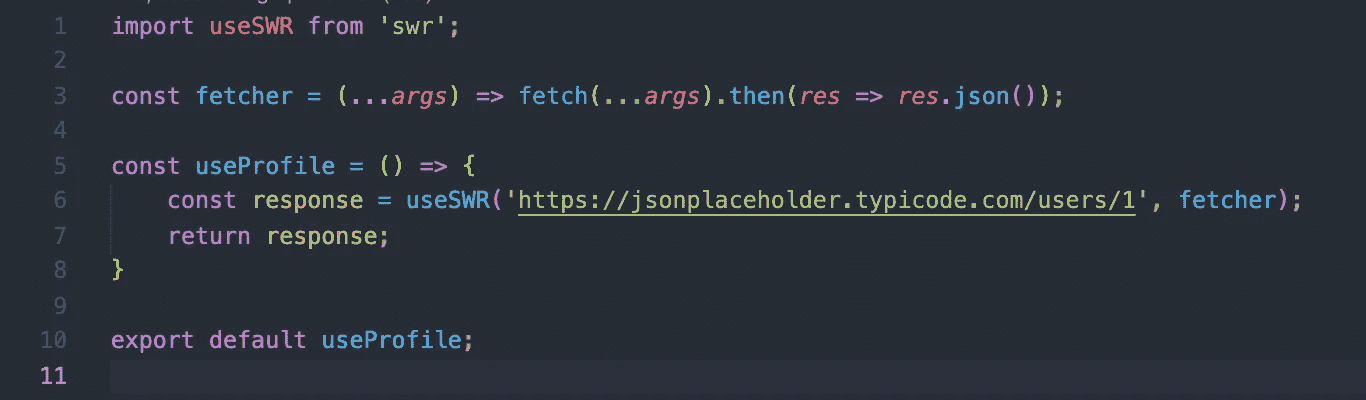 1 import useSWR from 'swr';
2
3 const fetcher = (...args) => fetch(...args).then(res => res.json());
4
5 const useProfile = () => {
6     const response = useSWR('https://jsonplaceholder.typicode.com/users/1', fetcher);
7     return response;
8 }
9
10 export default useProfile;
11